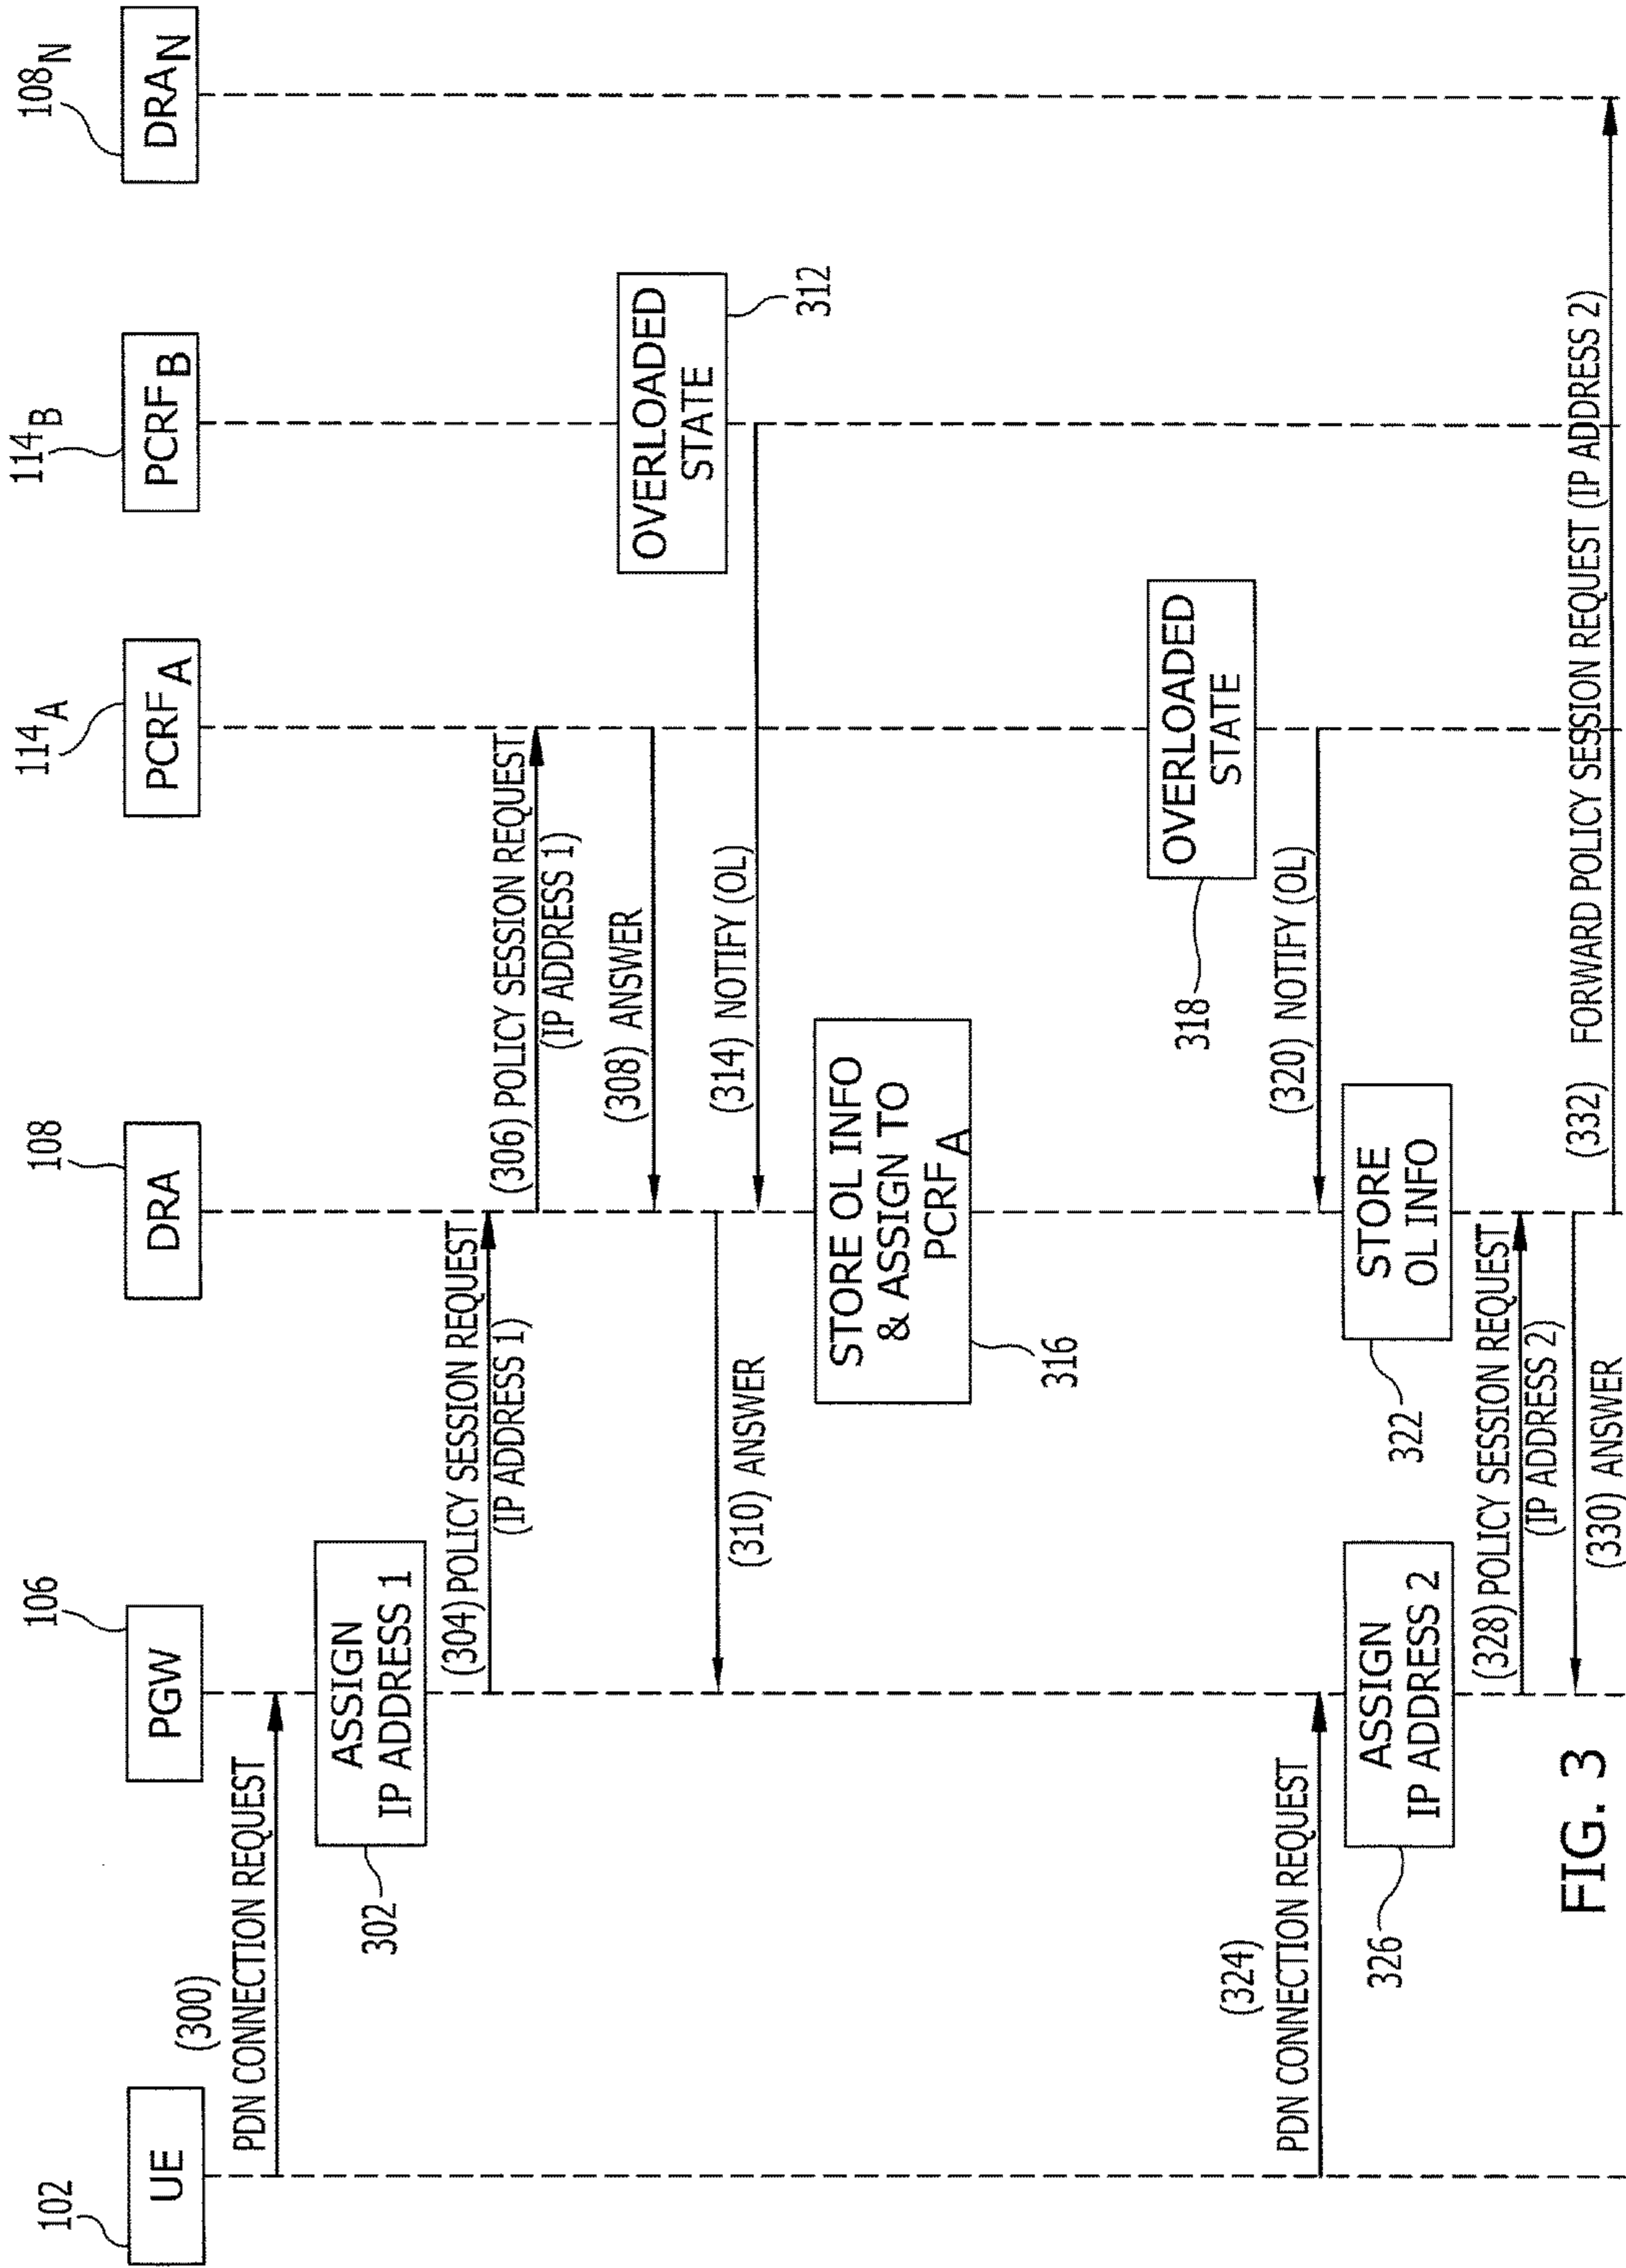 102
UE
106
PGW
108
DRA
114A
PCRFA
114B
PCRFB
108N
DRAN
(300)
PDN CONNECTION REQUEST
302
ASSIGN
IP ADDRESS 1
(304) POLICY SESSION REQUEST
(IP ADDRESS 1)
(306) POLICY SESSION REQUEST
(IP ADDRESS 1)
(308) ANSWER
(310) ANSWER
OVERLOADED
STATE
312
(314) NOTIFY (OL)
STORE OL INFO
& ASSIGN TO
PCRFA
316
OVERLOADED
STATE
318
(320) NOTIFY (OL)
STORE
OL INFO
322
(324)
PDN CONNECTION REQUEST
ASSIGN
IP ADDRESS 2
326
(328) POLICY SESSION REQUEST
(IP ADDRESS 2)
(330) ANSWER
(332) FORWARD POLICY SESSION REQUEST (IP ADDRESS 2)
FIG. 3